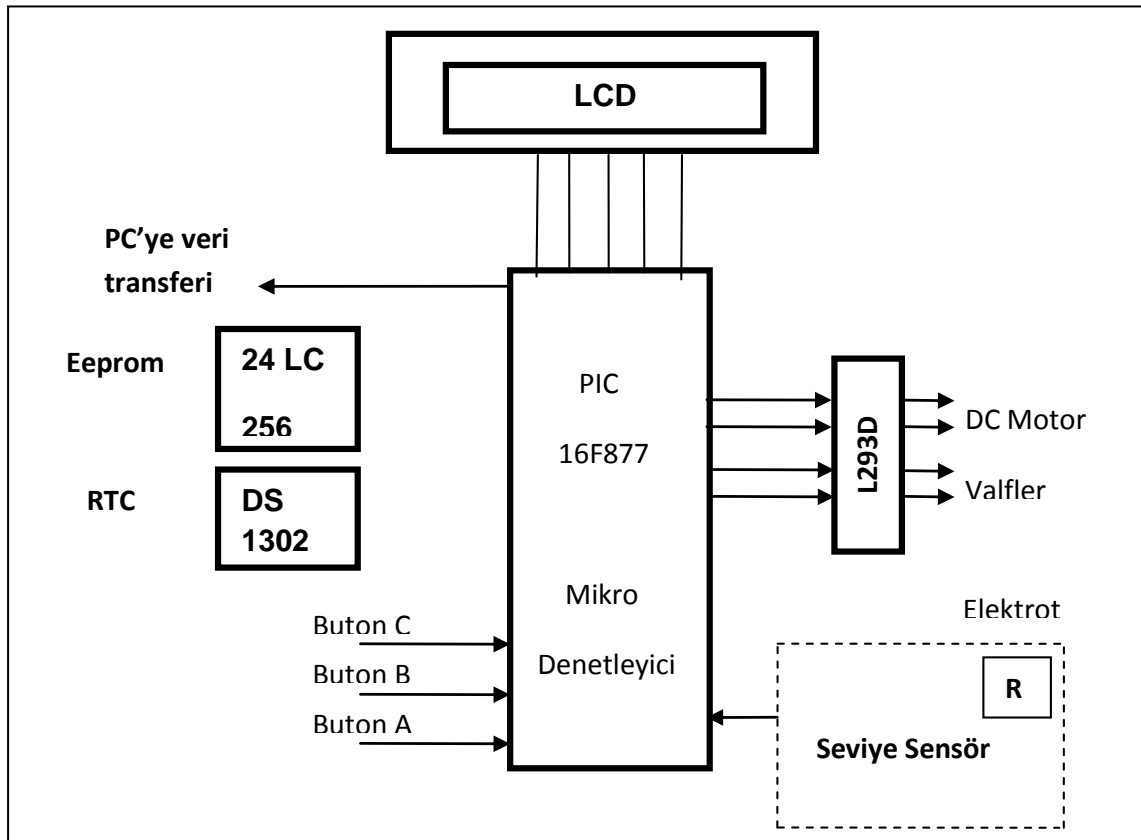 LCD
PC'ye veri
transferi
Eeprom
24 LC
256
RTC
DS
1302
PIC
16F877
Mikro
Denetleyici
L293D
DC Motor
Valfler
Buton C
Buton B
Buton A
Elektrot
R
Seviye Sensör